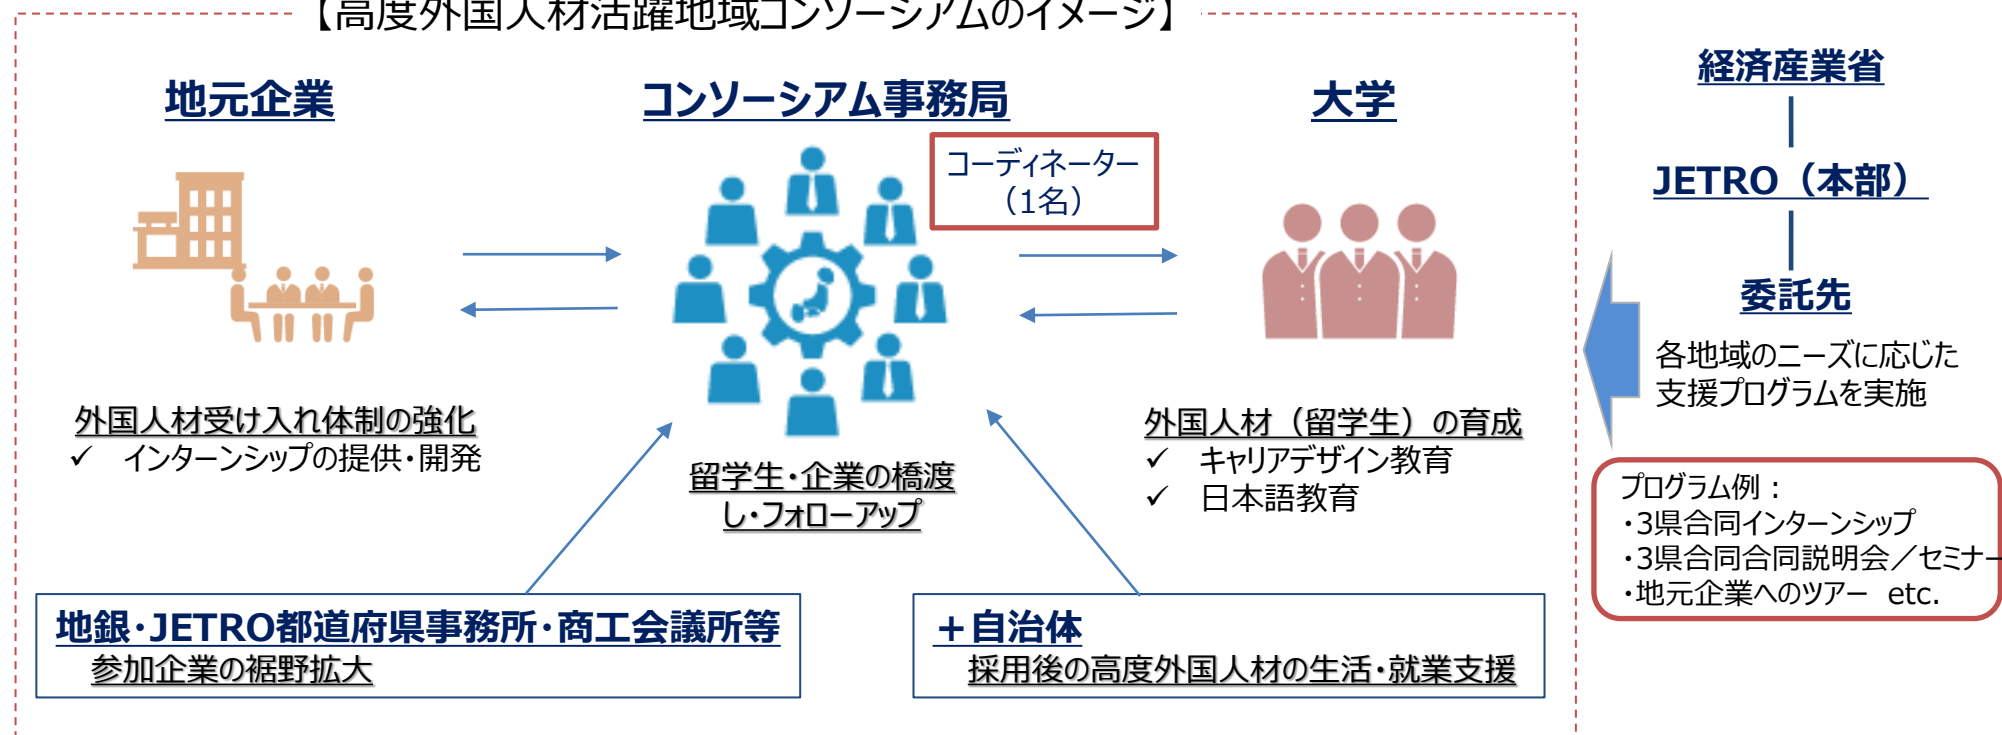 【高度外国人材活躍地域コンソーシアムのイメージ】
地元企業
外国人材受け入れ体制の強化
✓ インターンシップの提供・開発
コンソーシアム事務局
コーディネーター
（1名）
留学生・企業の橋渡
し・フォローアップ
大学
外国人材（留学生）の育成
✓ キャリアデザイン教育
✓ 日本語教育
地銀・JETRO都道府県事務所・商工会議所等
参加企業の裾野拡大
＋自治体
採用後の高度外国人材の生活・就業支援
経済産業省
JETRO（本部）
委託先
各地域のニーズに応じた
支援プログラムを実施
プログラム例：
・3県合同インターンシップ
・3県合同合同説明会／セミナー
・地元企業へのツアー etc.